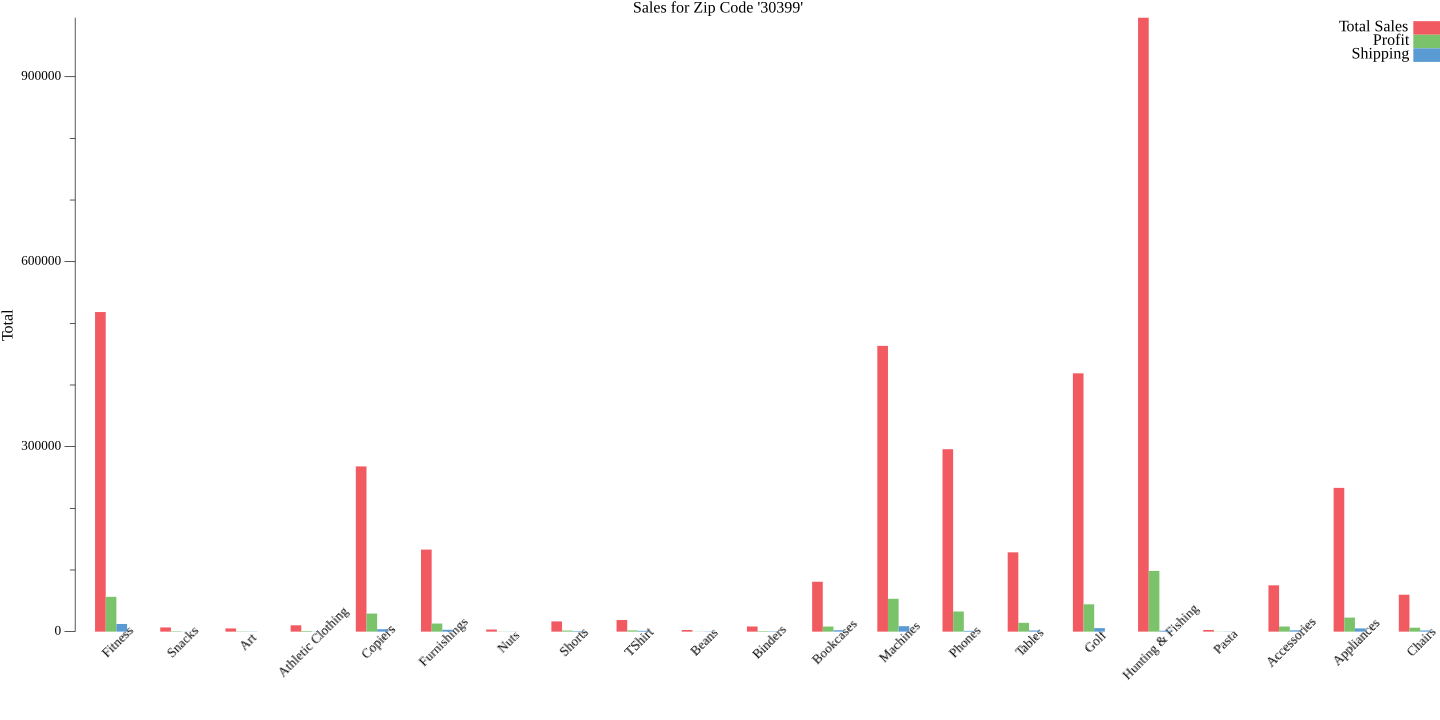 Sales for Zip Code '30399'
Total Sales
Profit
Shipping
900000
600000
300000
0
Total
Fitness
Snacks
Art
Athletic Clothing
Copiers
Furnishings
Nuts
Shorts
TShirt
Beans
Binders
Bookcases
Machines
Phones
Tables
Golf
Hunting & Fishing
Pasta
Accessories
Appliances
Chairs